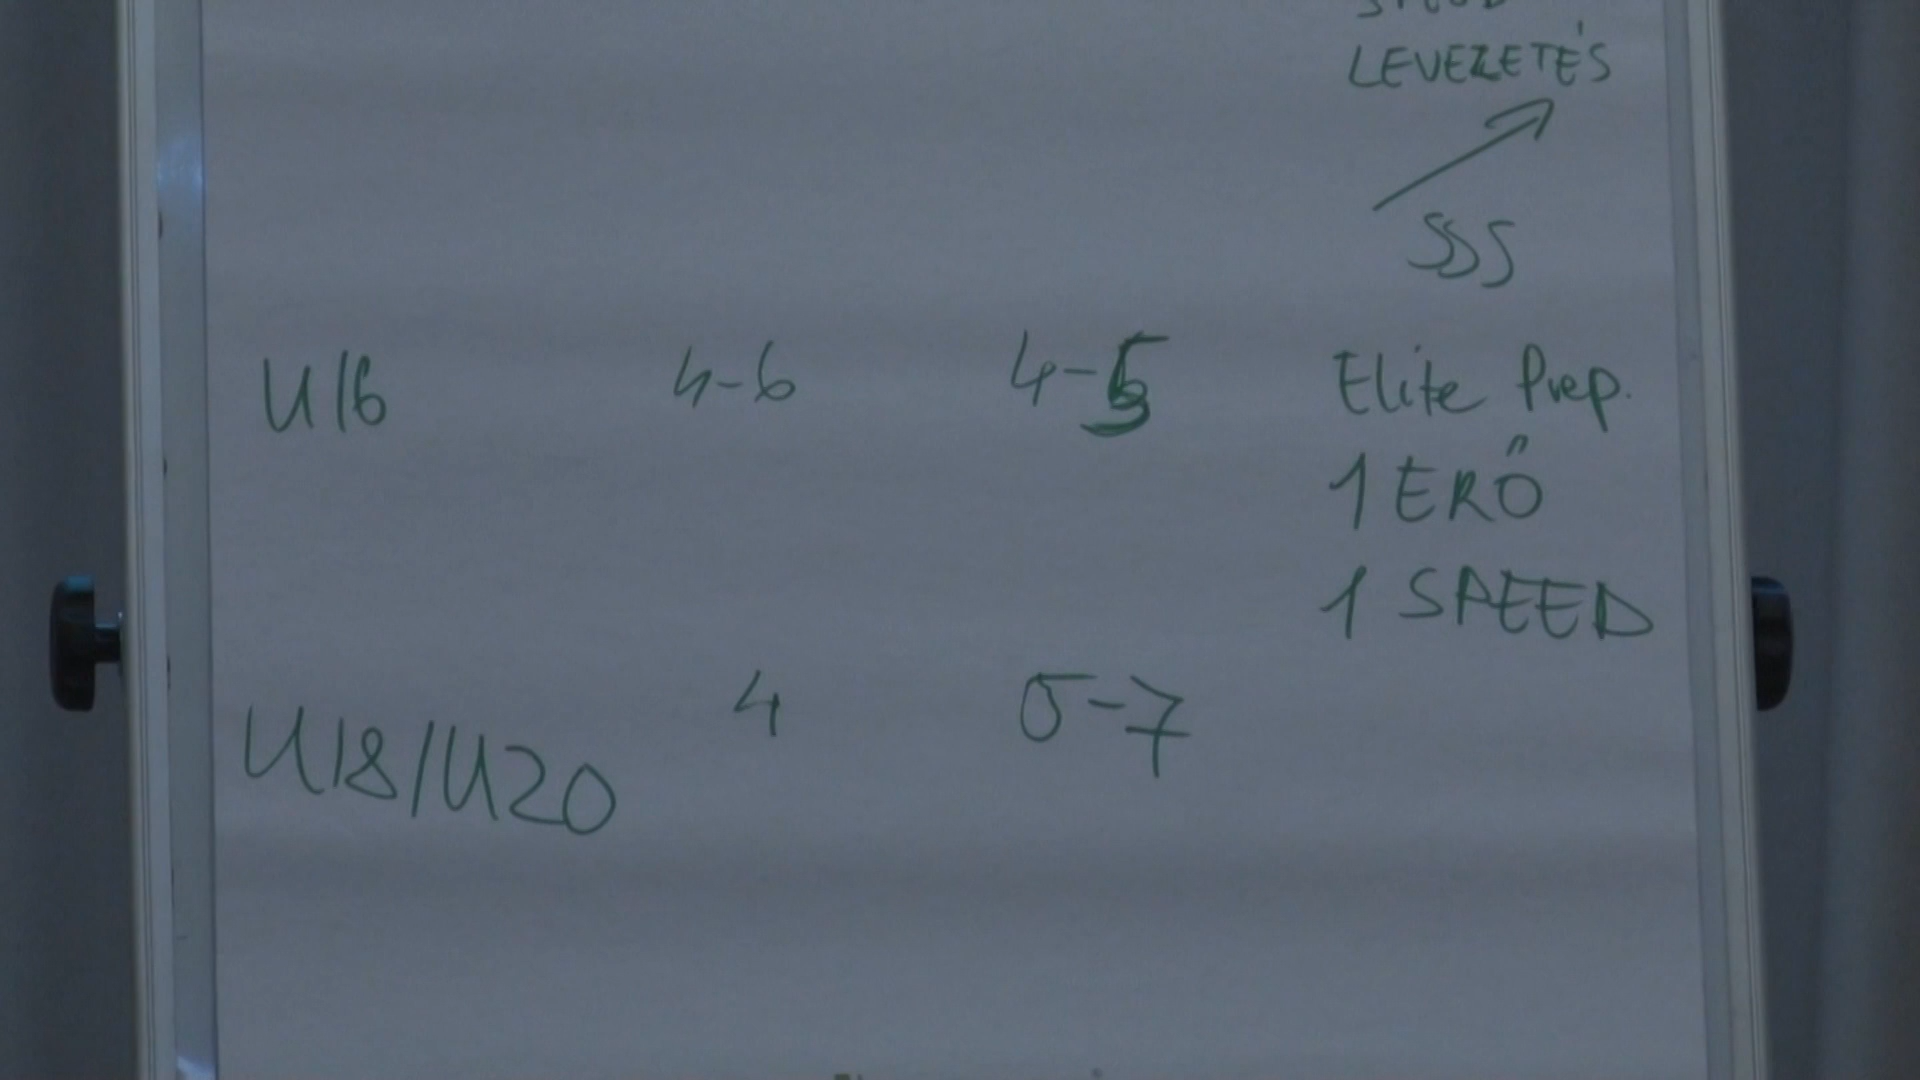 LEVEZETÉS
SSS
U16 4-6 4-5 Elite Prep.
1 ERŐ
1 SPEED
U18/U20 4 5-7